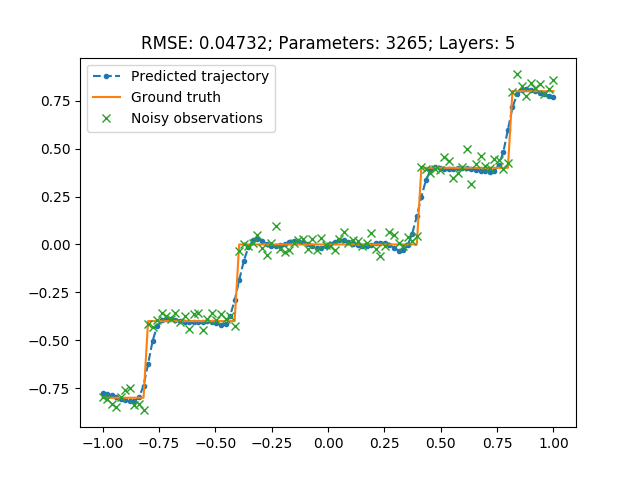 RMSE: 0.04732; Parameters: 3265; Layers: 5
Predicted trajectory
Ground truth
Noisy observations
0.75
0.50
0.25
0.00
−0.25
−0.50
−0.75
−1.00 −0.75 −0.50 −0.25 0.00 0.25 0.50 0.75 1.00